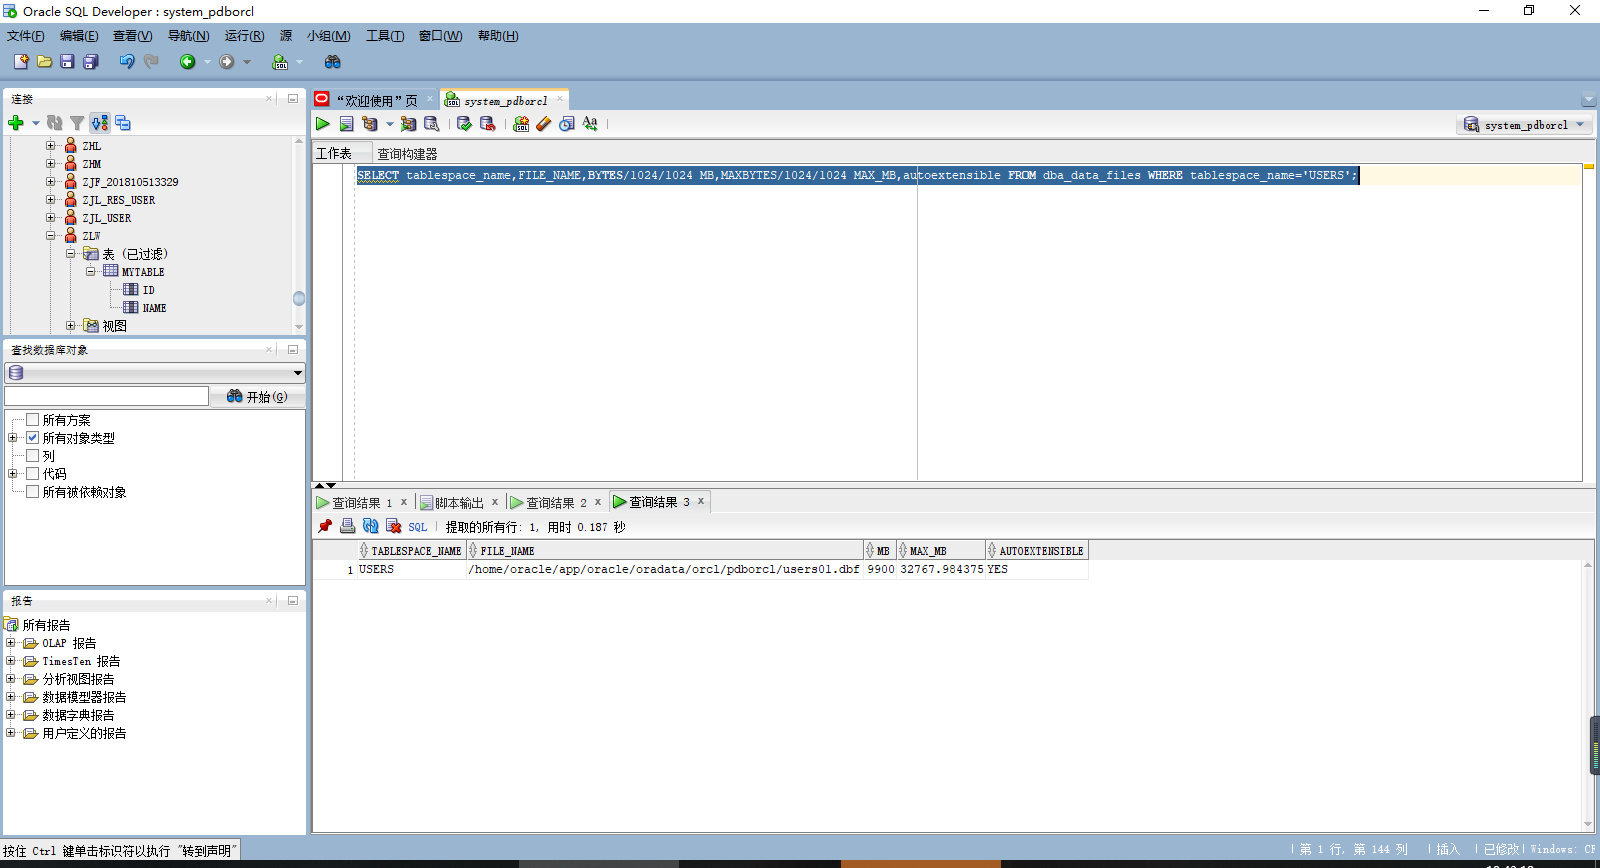 Oracle SQL Developer : system_pdborcl
文件(F) 编辑(E) 查看(V) 导航(N) 运行(R) 源 小组(M) 工具(T) 窗口(W) 帮助(H)
连接
ZHL
ZHM
ZJF_201810513329
ZJL_RES_USER
ZJL_USER
ZLW
表 (已过滤)
MYTABLE
ID
NAME
视图
查找数据库对象
开始(G)
所有方案
所有对象类型
列
代码
所有被依赖对象
报告
所有报告
OLAP 报告
TimesTen 报告
分析视图报告
数据模型器报告
数据字典报告
用户定义的报告
“欢迎使用”页 system_pdborcl
system_pdborcl
工作表 查询构建器
SELECT tablespace_name,FILE_NAME,BYTES/1024/1024 MB,MAXBYTES/1024/1024 MAX_MB,autoextensible FROM dba_data_files WHERE tablespace_name='USERS';
查询结果 1 脚本输出 查询结果 2 查询结果 3
SQL 提取的所有行: 1, 用时 0.187 秒
TABLESPACE_NAME FILE_NAME MB MAX_MB AUTOEXTENSIBLE
1 USERS /home/oracle/app/oracle/oradata/orcl/pdborcl/users01.dbf 9900 32767.984375 YES
按住 Ctrl 键单击标识符以执行 "转到声明"
第 1 行, 第 144 列 插入 已修改 Windows: CF